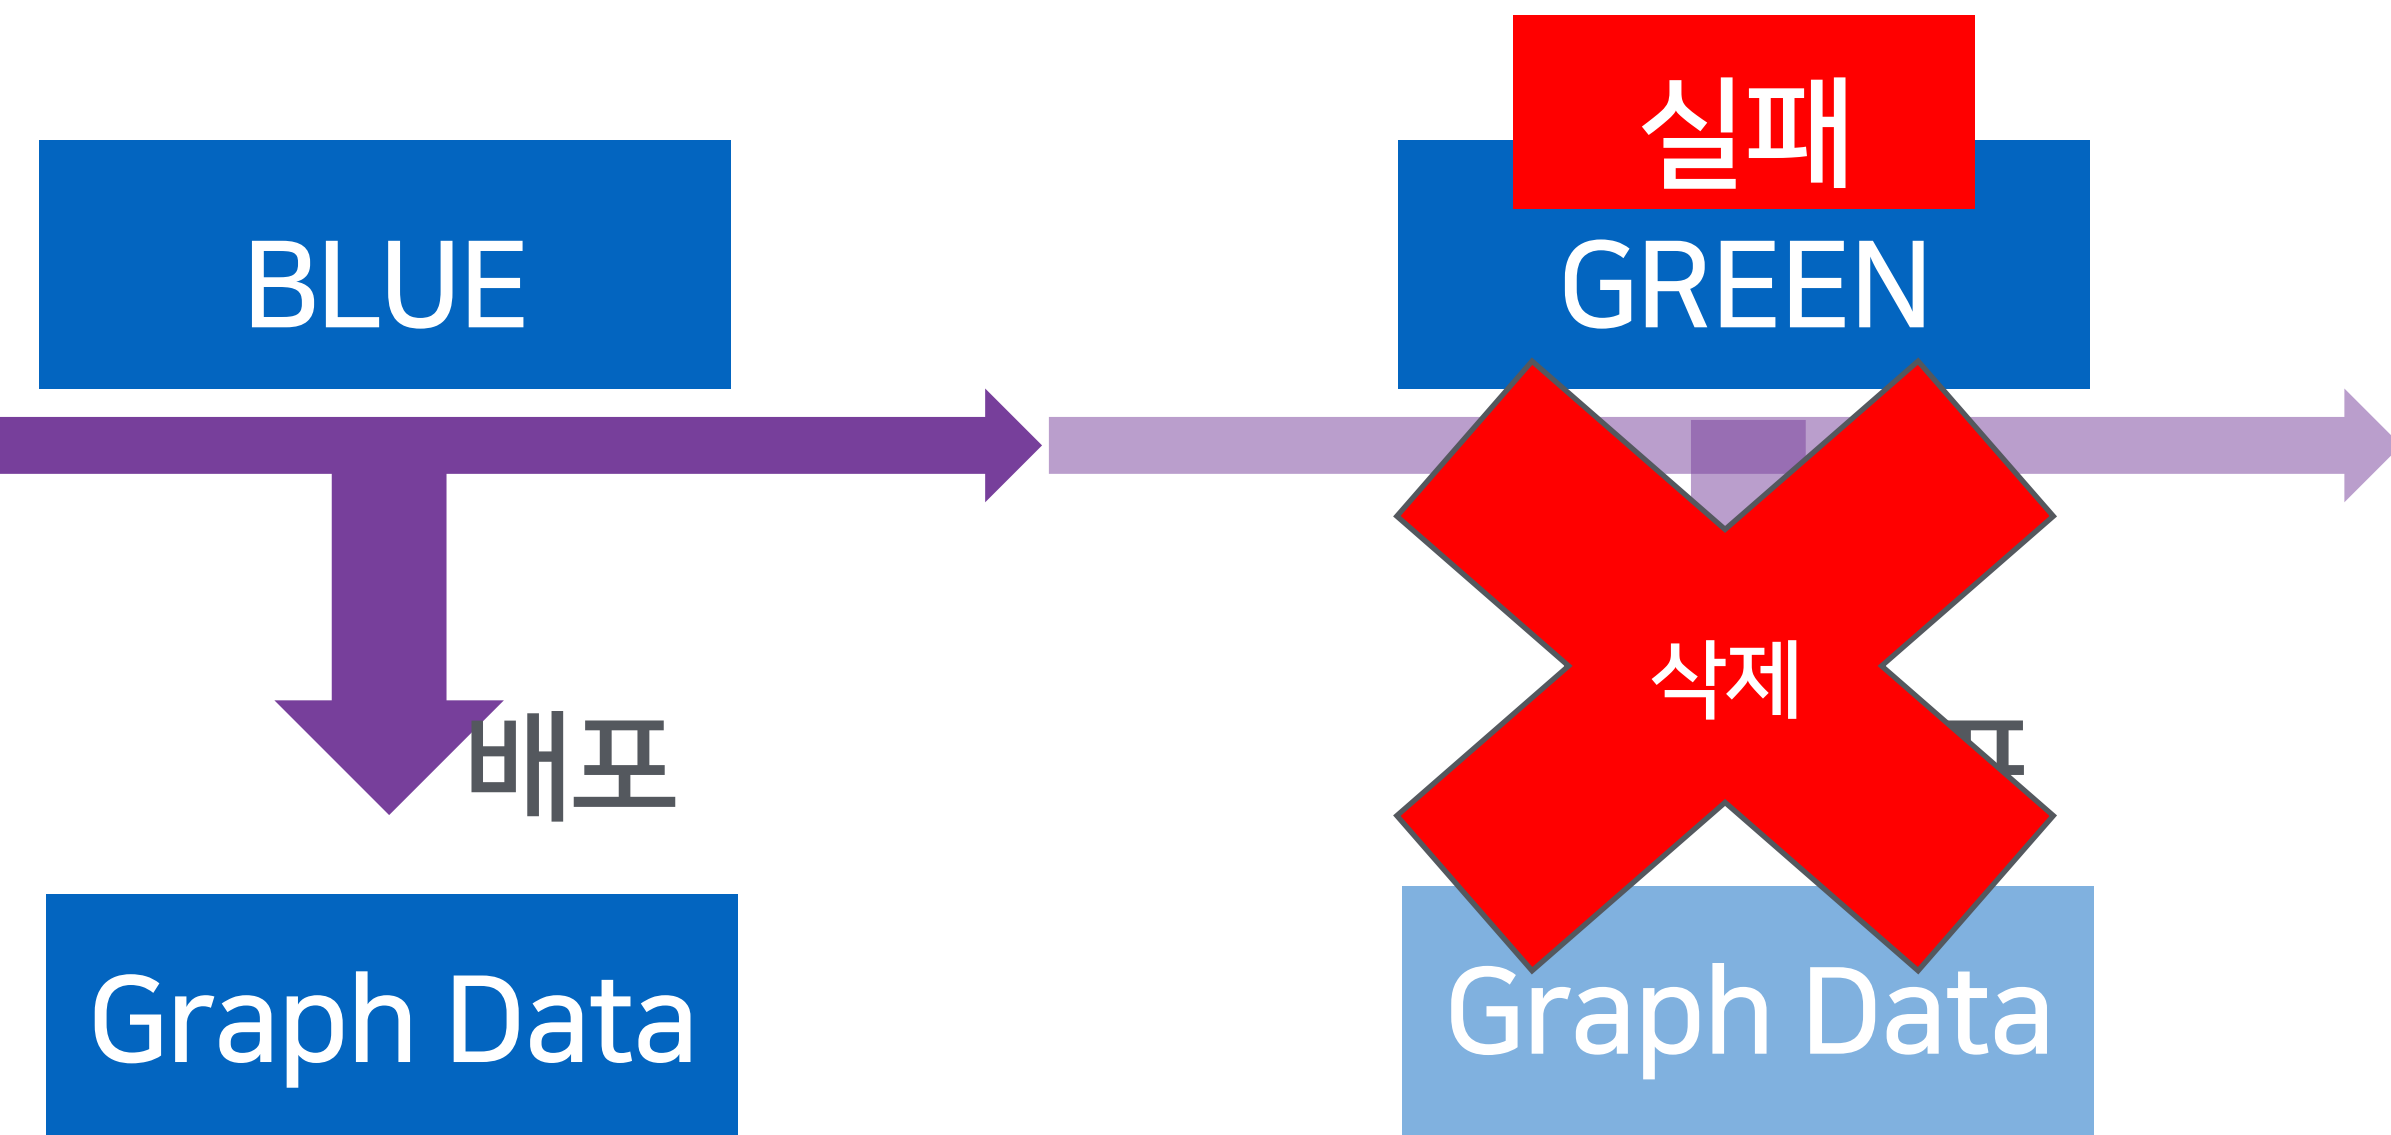 실패
BLUE
GREEN
삭제
배포
Graph Data
Graph Data